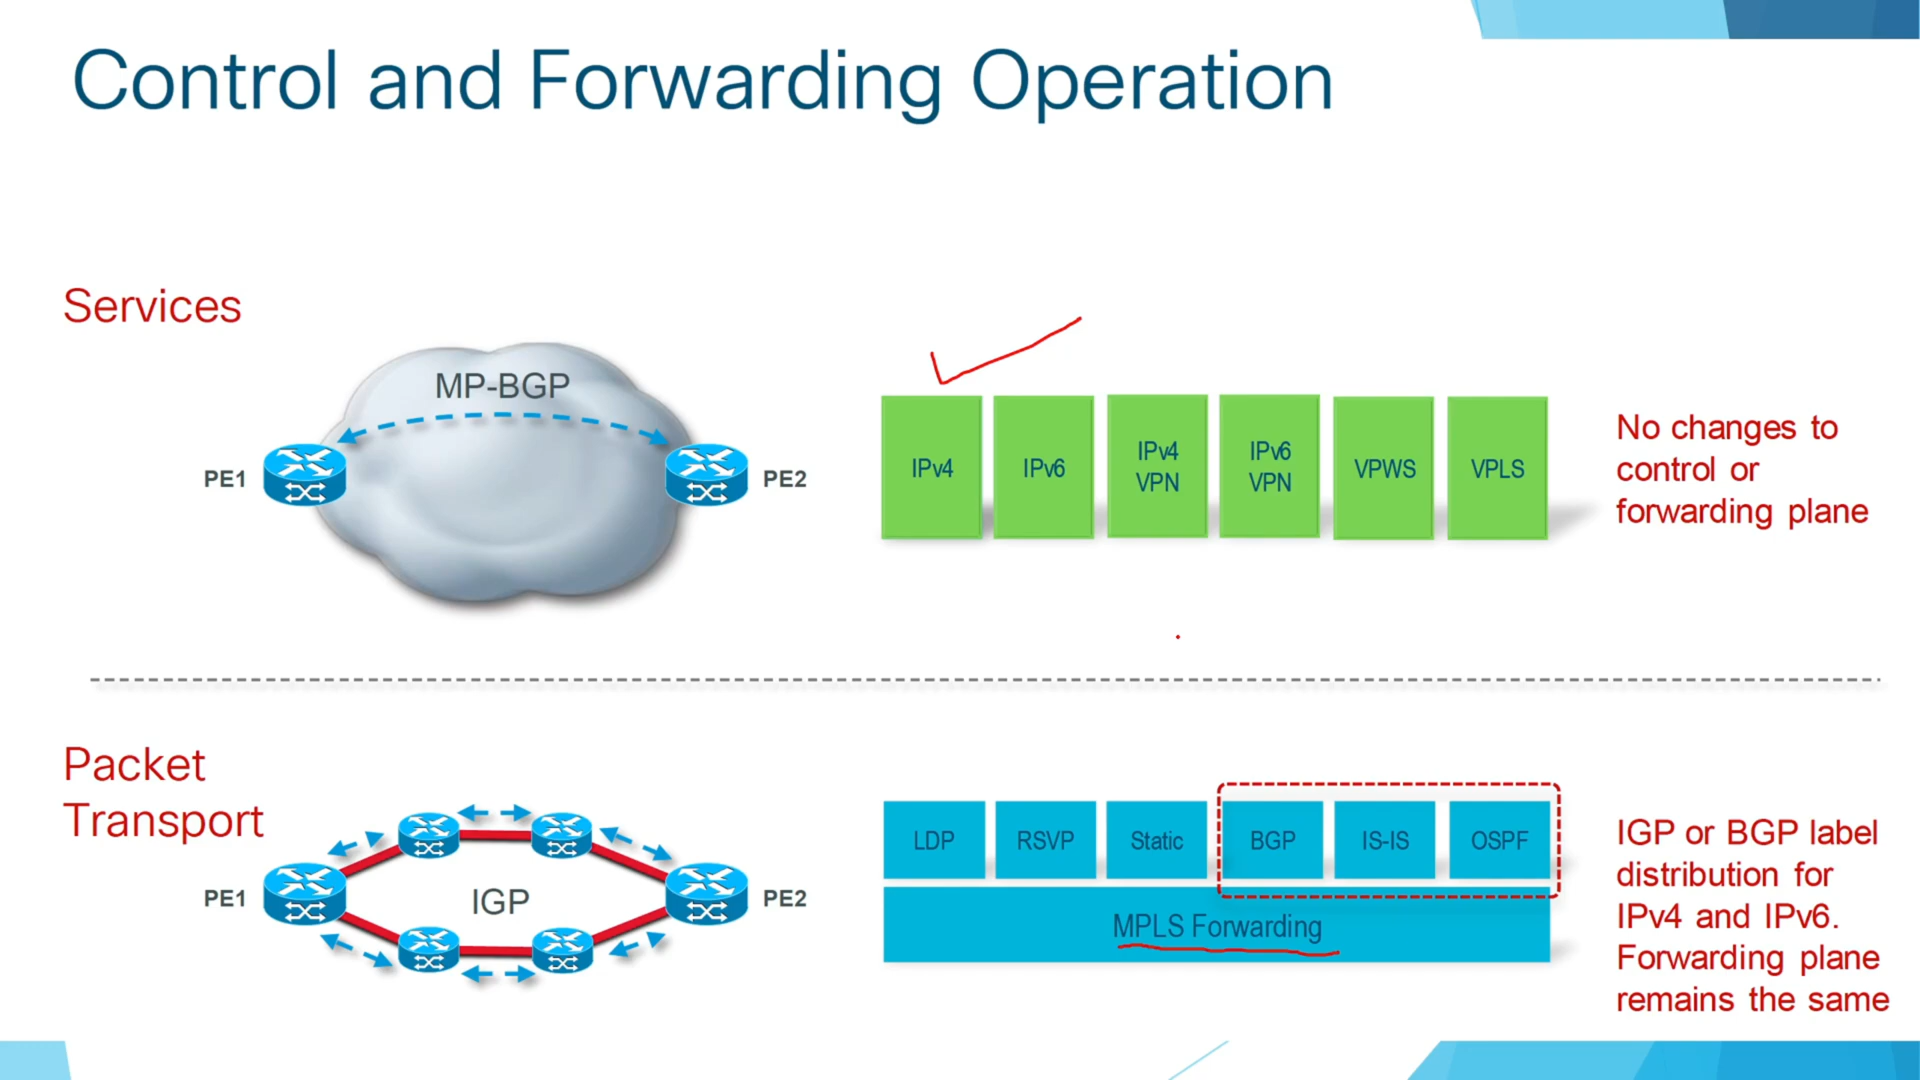 Control and Forwarding Operation
Services
MP-BGP
PE1
PE2
IPv4
IPv6
IPv4
VPN
IPv6
VPN
VPWS
VPLS
No changes to
control or
forwarding plane
Packet
Transport
PE1
IGP
PE2
LDP
RSVP
Static
BGP
IS-IS
OSPF
MPLS Forwarding
IGP or BGP label
distribution for
IPv4 and IPv6.
Forwarding plane
remains the same